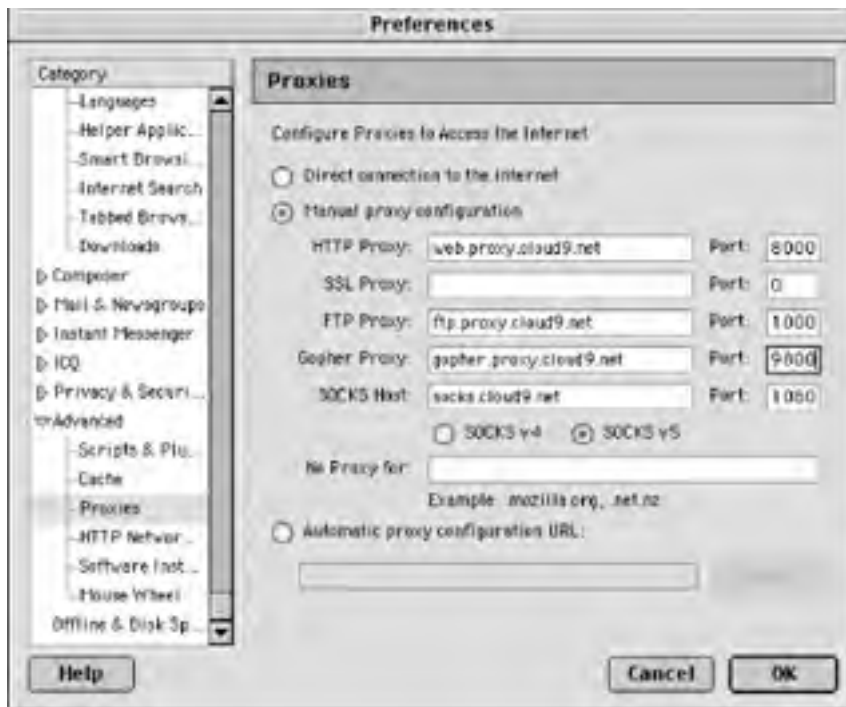 Preferences
Category
Languages
Helper Applic...
Smart Browsi...
Internet Search
Tabbed Brows...
Downloads
Composer
Mail & Newsgroups
Instant Messenger
ICQ
Privacy & Securi...
Advanced
Scripts & Plu...
Cache
Proxies
HTTP Networ...
Software Inst...
Mouse Wheel
Offline & Disk Sp...
Proxies
Configure Proxies to Access the Internet
Direct connection to the Internet
Manual proxy configuration
HTTP Proxy: web.proxy.cloud9.net Port: 8000
SSL Proxy: Port: 0
FTP Proxy: ftp.proxy.cloud9.net Port: 1000
Gopher Proxy: gopher.proxy.cloud9.net Port: 9800
SOCKS Host: socks.cloud9.net Port: 1080
SOCKS v4 SOCKS v5
No Proxy for:
Example: .mozilla.org, .net.nz
Automatic proxy configuration URL:
Help Cancel OK